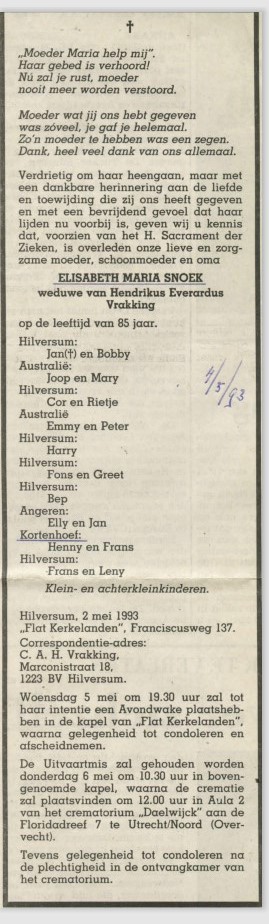 †
„Moeder Maria help mij”.
Haar gebed is verhoord!
Nú zal je rust, moeder
nooit meer worden verstoord.
Moeder wat jij ons hebt gegeven
was zóveel, je gaf je helemaal.
Zo'n moeder te hebben was een zegen.
Dank, heel veel dank van ons allemaal.
Verdrietig om haar heengaan, maar met
een dankbare herinnering aan de liefde
en toewijding die zij ons heeft gegeven
en met een bevrijdend gevoel dat haar
lijden nu voorbij is, geven wij u kennis
dat, voorzien van het H. Sacrament der
Zieken, is overleden onze lieve en zorg-
zame moeder, schoonmoeder en oma
ELISABETH MARIA SNOEK
weduwe van Hendrikus Everardus
Vrakking
op de leeftijd van 85 jaar.
Hilversum:
Jan(†) en Bobby
Australië:
Joop en Mary
Hilversum:
Cor en Rietje
Australië
Emmy en Peter
Hilversum:
Harry
Hilversum:
Fons en Greet
Hilversum:
Bep
Angeren:
Elly en Jan
Kortenhoef:
Henny en Frans
Hilversum:
Frans en Leny
4/5/93
Klein- en achterkleinkinderen.
Hilversum, 2 mei 1993
„Flat Kerkelanden”, Franciscusweg 137.
Correspondentie-adres:
C. A. H. Vrakking,
Marconistraat 18,
1223 BV Hilversum.
Woensdag 5 mei om 19.30 uur zal tot
haar intentie een Avondwake plaatsheb-
ben in de kapel van „Flat Kerkelanden”,
waarna gelegenheid tot condoleren en
afscheidnemen.
De Uitvaartmis zal gehouden worden
donderdag 6 mei om 10.30 uur in boven-
genoemde kapel, waarna de crematie
zal plaatsvinden om 12.00 uur in Aula 2
van het crematorium „Daelwijck” aan de
Floridadreef 7 te Utrecht/Noord (Over-
vecht).
Tevens gelegenheid tot condoleren na
de plechtigheid in de ontvangkamer van
het crematorium.